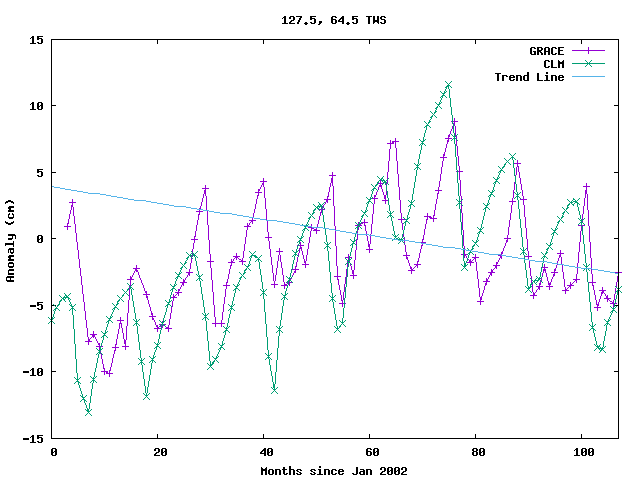 127.5, 64.5 TWS
15
GRACE
CLM
Trend Line
10
5
0
-5
-10
-15
Anomaly (cm)
0 20 40 60 80 100
Months since Jan 2002